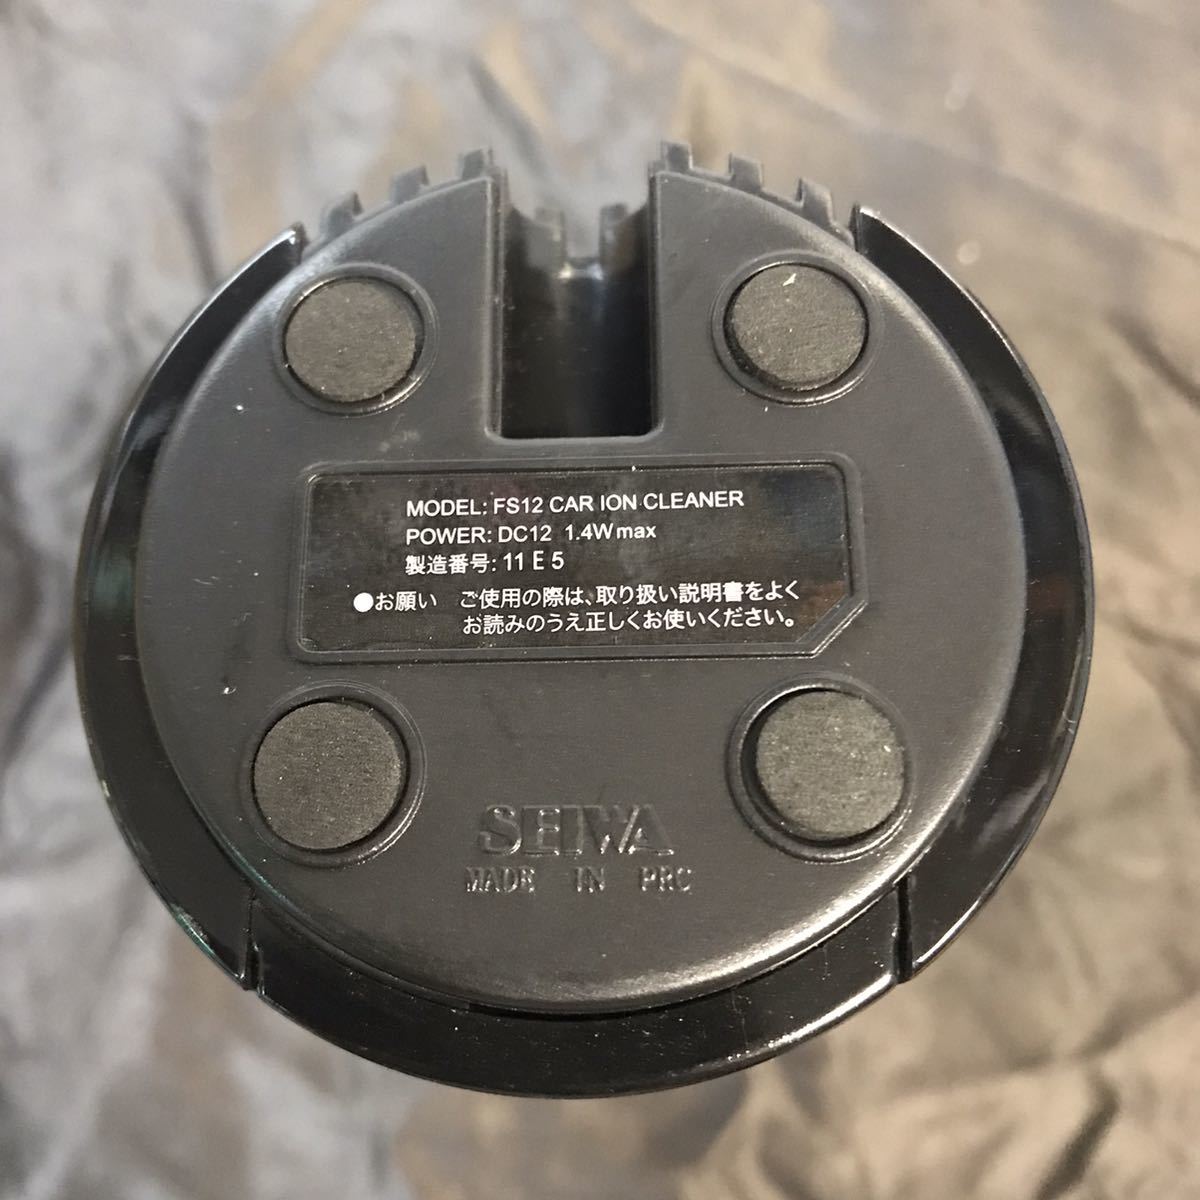 MODEL: FS12 CAR ION CLEANER
POWER: DC12 1.4Wmax
製造番号: 11 E 5
●お願い ご使用の際は、取り扱い説明書をよく
お読みのうえ正しくお使いください。
SEIWA
MADE IN PRC